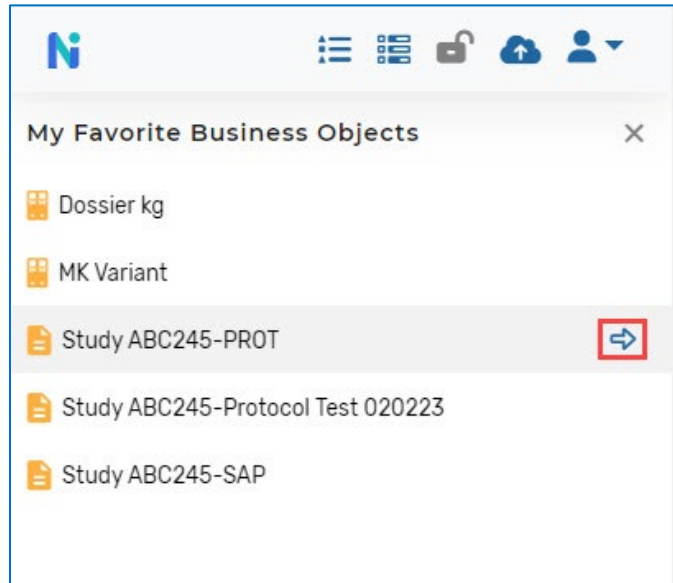 My Favorite Business Objects
Dossier kg
MK Variant
Study ABC245-PROT
Study ABC245-Protocol Test 020223
Study ABC245-SAP